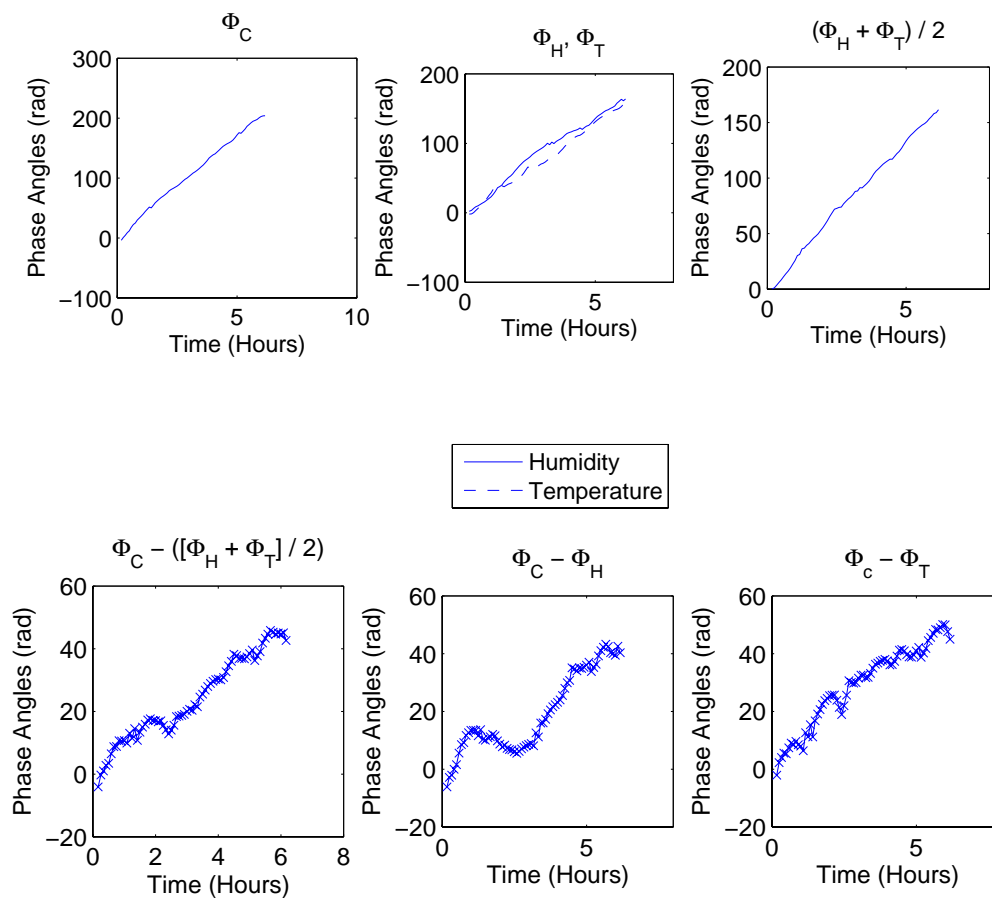 Φ_C
300
200
100
0
−100
0 5 10
Phase Angles (rad)
Time (Hours)
Φ_H, Φ_T
200
100
0
−100
0 5
Phase Angles (rad)
Time (Hours)
(Φ_H + Φ_T) / 2
200
150
100
50
0
0 5
Phase Angles (rad)
Time (Hours)
Humidity
Temperature
Φ_C − ([Φ_H + Φ_T] / 2)
60
40
20
0
−20
0 2 4 6 8
Phase Angles (rad)
Time (Hours)
Φ_C − Φ_H
60
40
20
0
−20
0 5
Phase Angles (rad)
Time (Hours)
Φ_c − Φ_T
60
40
20
0
−20
0 5
Phase Angles (rad)
Time (Hours)